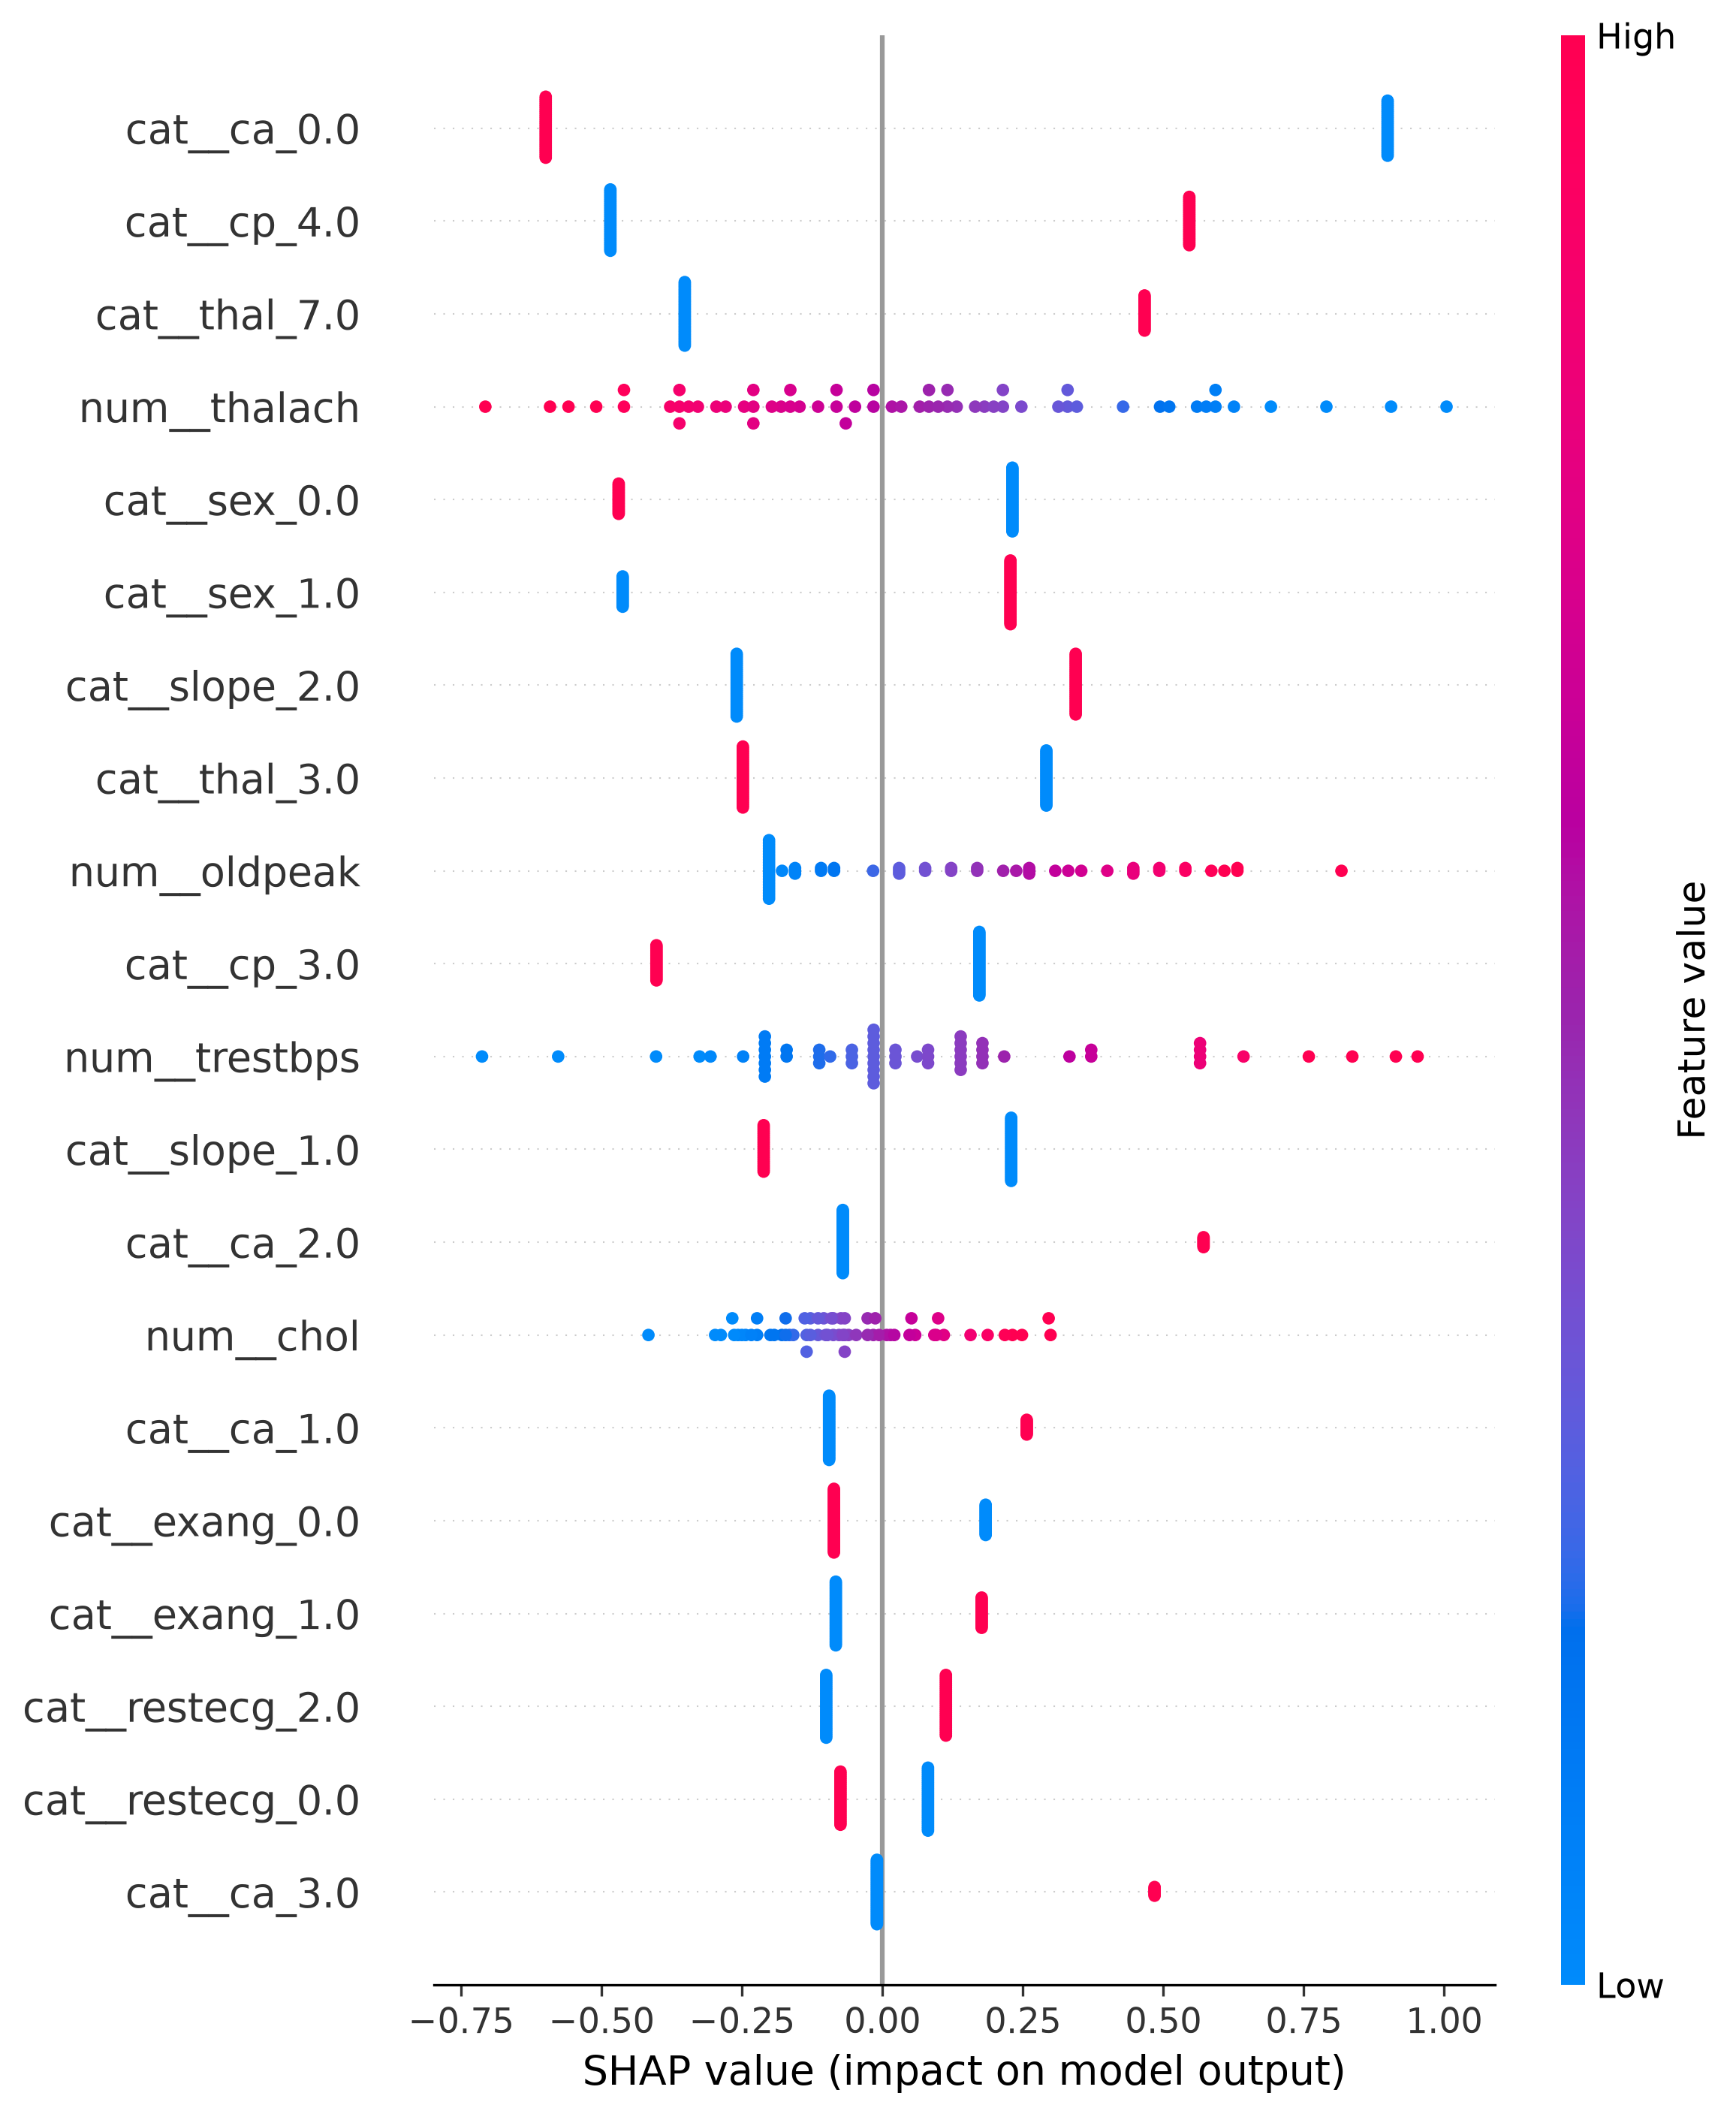 High
cat__ca_0.0
cat__cp_4.0
cat__thal_7.0
num__thalach
cat__sex_0.0
cat__sex_1.0
cat__slope_2.0
cat__thal_3.0
num__oldpeak
cat__cp_3.0
num__trestbps
cat__slope_1.0
cat__ca_2.0
num__chol
cat__ca_1.0
cat__exang_0.0
cat__exang_1.0
cat__restecg_2.0
cat__restecg_0.0
cat__ca_3.0
Feature value
Low
−0.75 −0.50 −0.25 0.00 0.25 0.50 0.75 1.00
SHAP value (impact on model output)